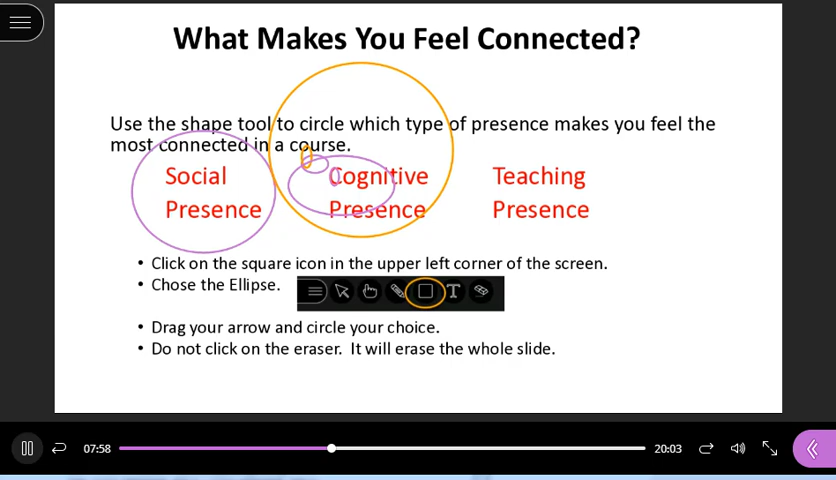 What Makes You Feel Connected?
Use the shape tool to circle which type of presence makes you feel the
most connected in a course.
Social Presence
Cognitive Presence
Teaching Presence
• Click on the square icon in the upper left corner of the screen.
• Chose the Ellipse.
T
• Drag your arrow and circle your choice.
• Do not click on the eraser. It will erase the whole slide.
07:58
20:03